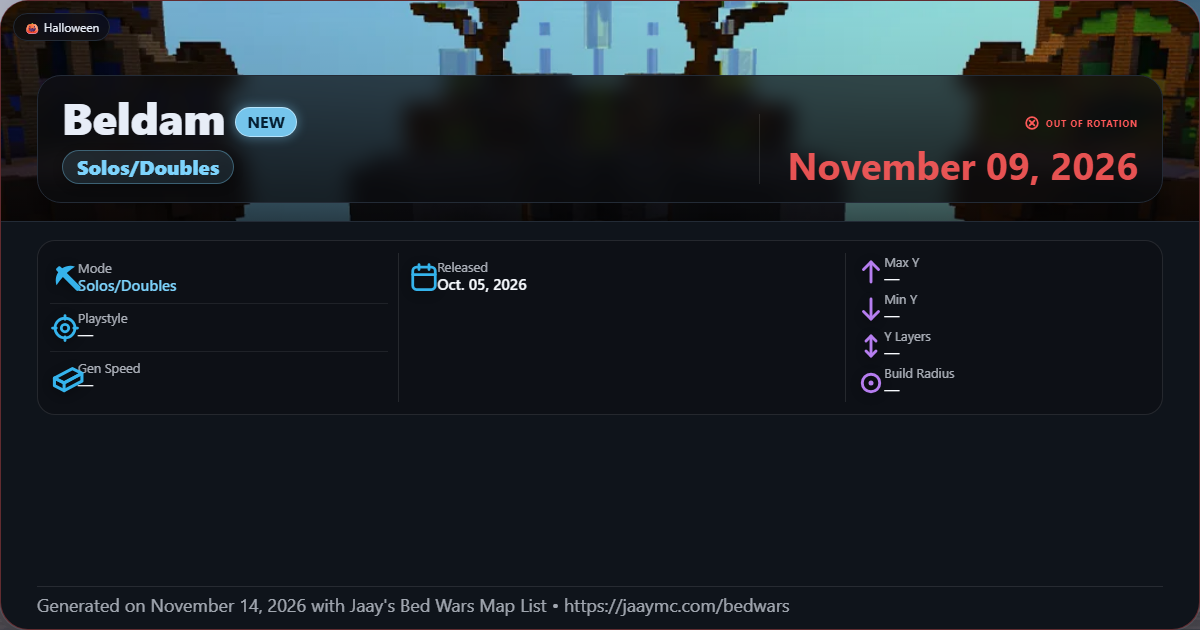 Halloween
Beldam NEW
Solos/Doubles
OUT OF ROTATION
November 09, 2026
Mode
Solos/Doubles
Playstyle
—
Gen Speed
—
Released
Oct. 05, 2026
Max Y
—
Min Y
—
Y Layers
—
Build Radius
—
Generated on November 14, 2026 with Jaay's Bed Wars Map List • https://jaaymc.com/bedwars